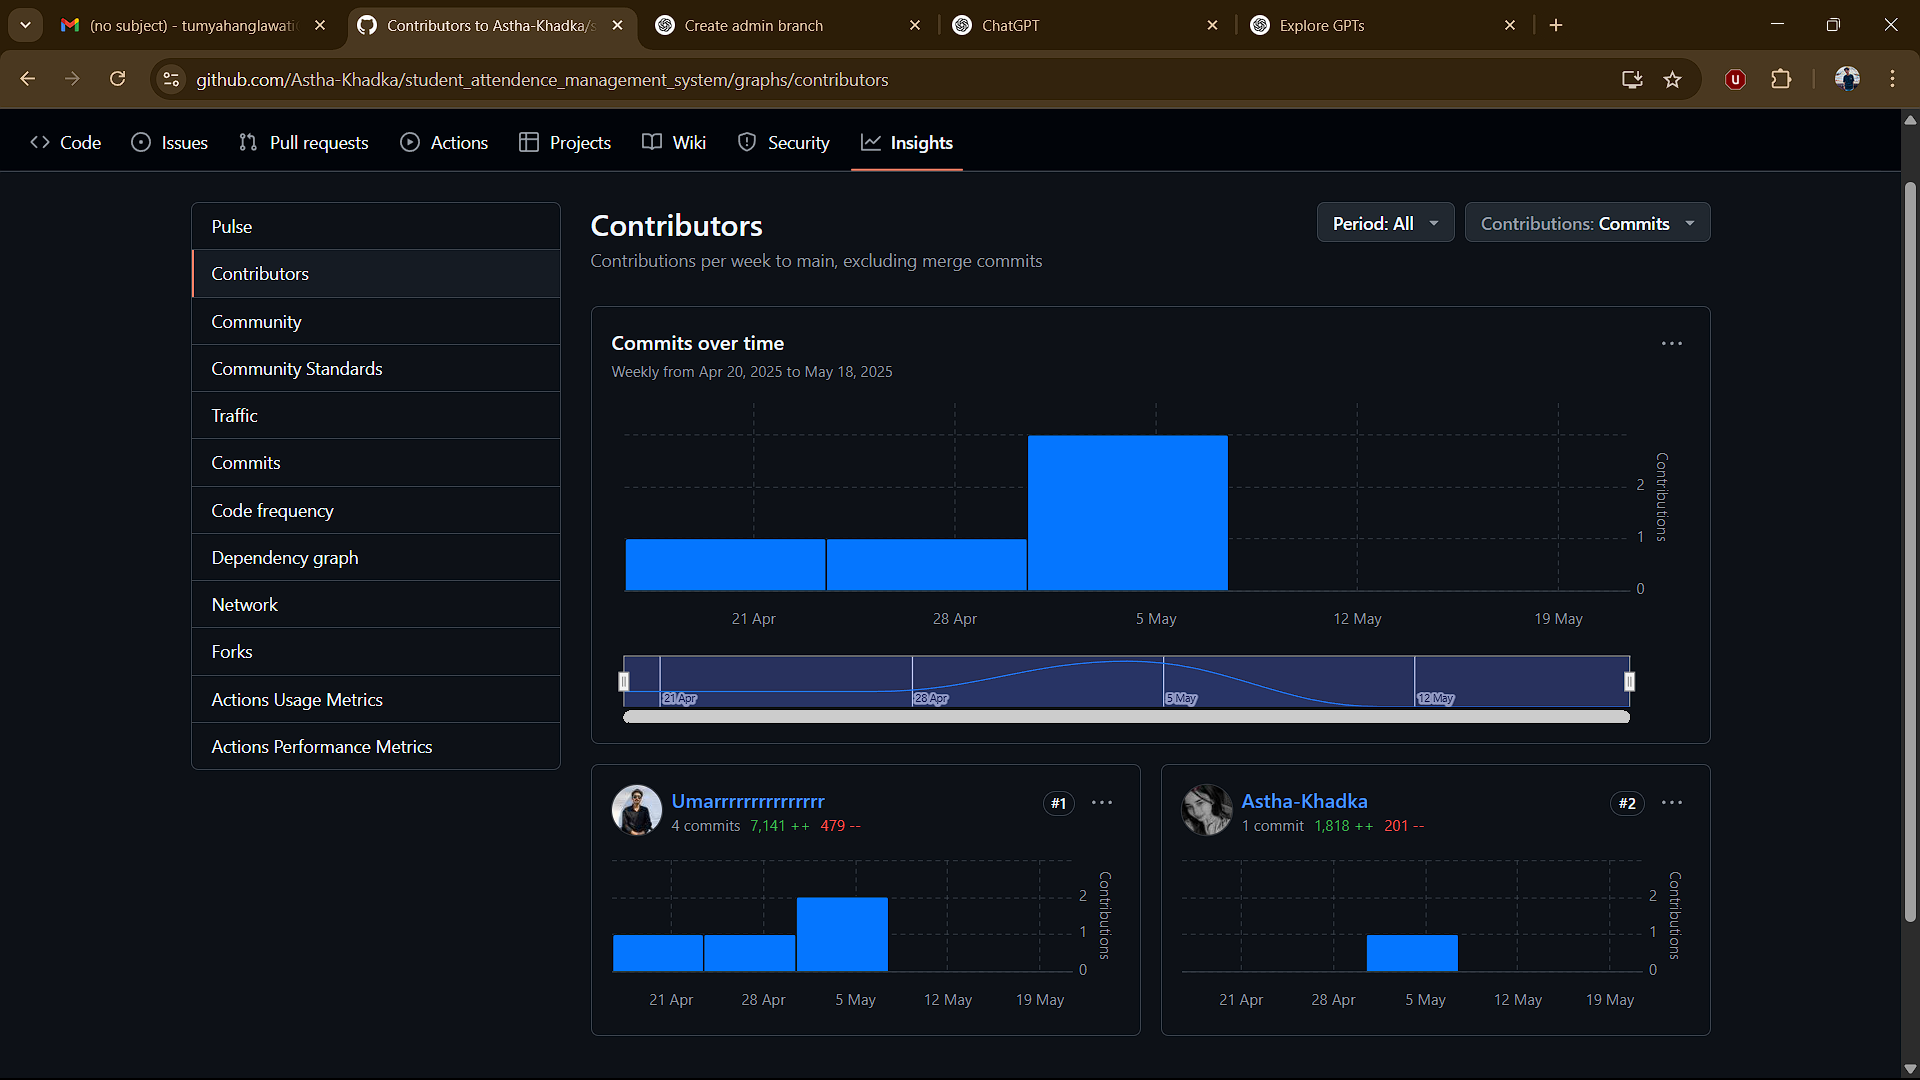 (no subject) - tumyahanglawati
Contributors to Astha-Khadka/s
Create admin branch
ChatGPT
Explore GPTs
github.com/Astha-Khadka/student_attendence_management_system/graphs/contributors
Code
Issues
Pull requests
Actions
Projects
Wiki
Security
Insights
Pulse
Contributors
Community
Community Standards
Traffic
Commits
Code frequency
Dependency graph
Network
Forks
Actions Usage Metrics
Actions Performance Metrics
Contributors
Period: All
Contributions: Commits
Contributions per week to main, excluding merge commits
Commits over time
Weekly from Apr 20, 2025 to May 18, 2025
2
1
0
Contributions
21 Apr
28 Apr
5 May
12 May
19 May
21 Apr
28 Apr
5 May
12 May
Umarrrrrrrrrrrrrrr
#1
4 commits 7,141 ++ 479 --
2
1
0
Contributions
21 Apr
28 Apr
5 May
12 May
19 May
Astha-Khadka
#2
1 commit 1,818 ++ 201 --
2
1
0
Contributions
21 Apr
28 Apr
5 May
12 May
19 May